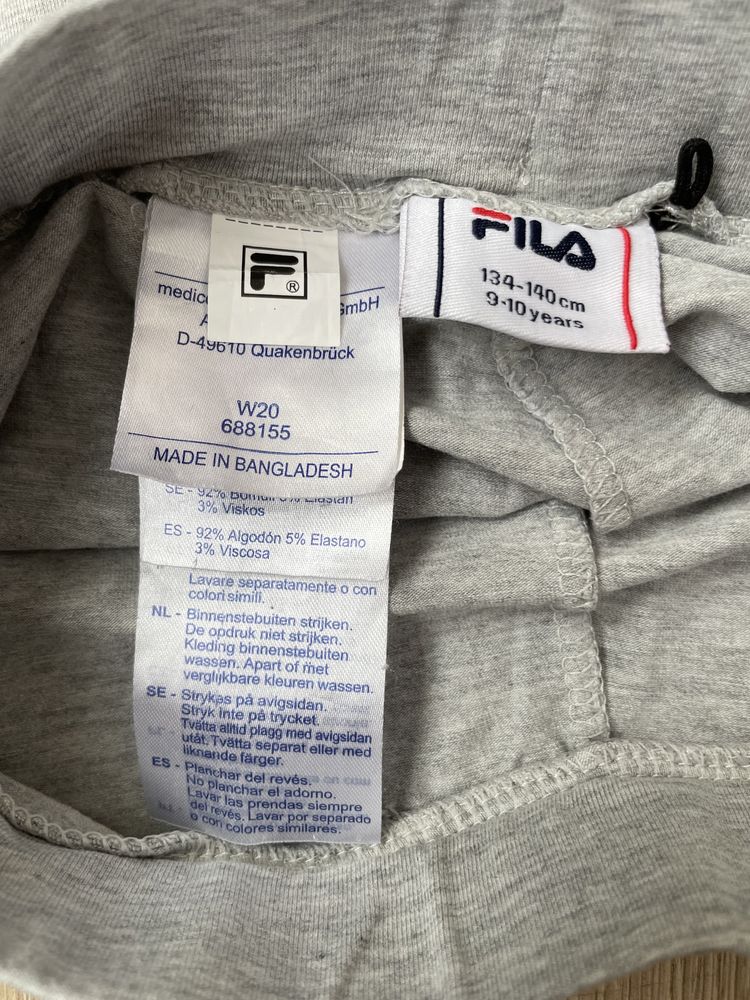 FILA
134-140cm
9-10 years
F®
GmbH
D-49610 Quakenbrück
W20
688155
MADE IN BANGLADESH
SE - 92% Bomull 5% Elastan
3% Viskos
ES - 92% Algodón 5% Elastano
3% Viscosa
Lavare separatamente o con
colori simili.
NL - Binnenstebuiten strijken.
De opdruk niet strijken.
Kleding binnenstebuiten
wassen. Apart of met
verglijkbare kleuren wassen.
SE - Strykas på avigsidan.
Stryk inte på trycket.
Tvätta alltid plagg med avigsidan
utåt. Tvätta separat eller med
liknande färger.
ES - Planchar del revés.
No planchar el adorno.
Lavar las prendas siempre
del revés. Lavar por separado
o con colores similares.